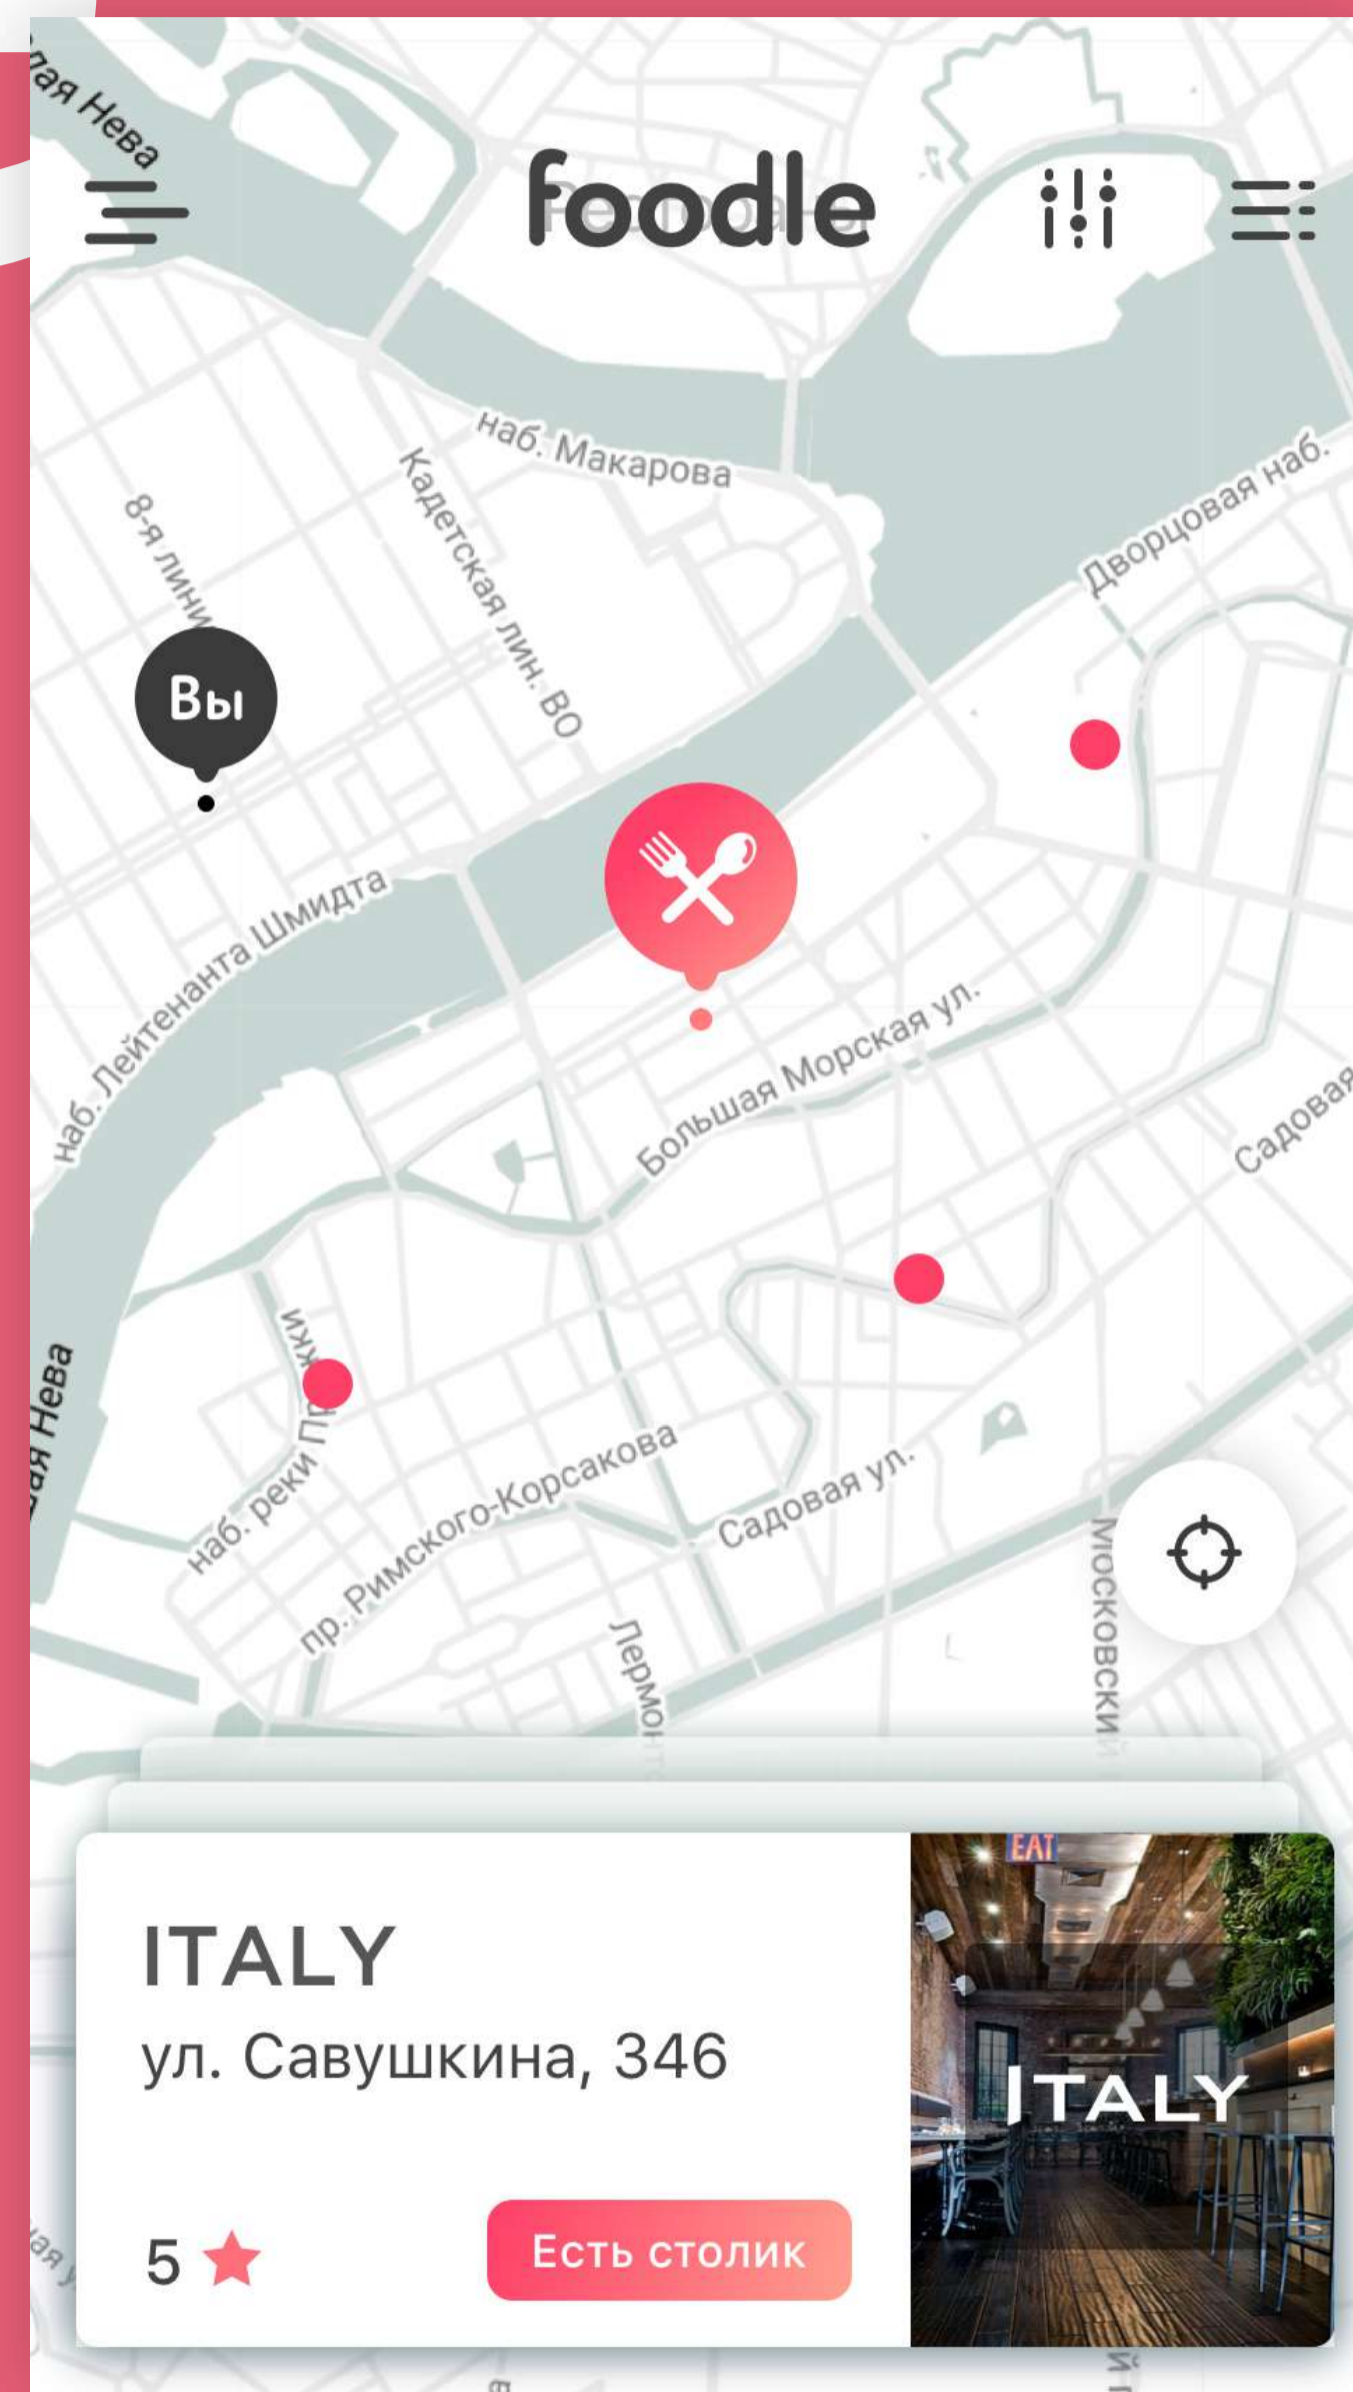 foodle
наб. Макарова
Кадетская лин. ВО
Дворцовая наб.
Вы
наб. Лейтенанта Шмидта
Большая Морская ул.
Садовая
наб. реки
пр. Римского-Корсакова
Садовая ул.
Московский
EAT
ITALY
ул. Савушкина, 346
ITALY
5
Есть столик